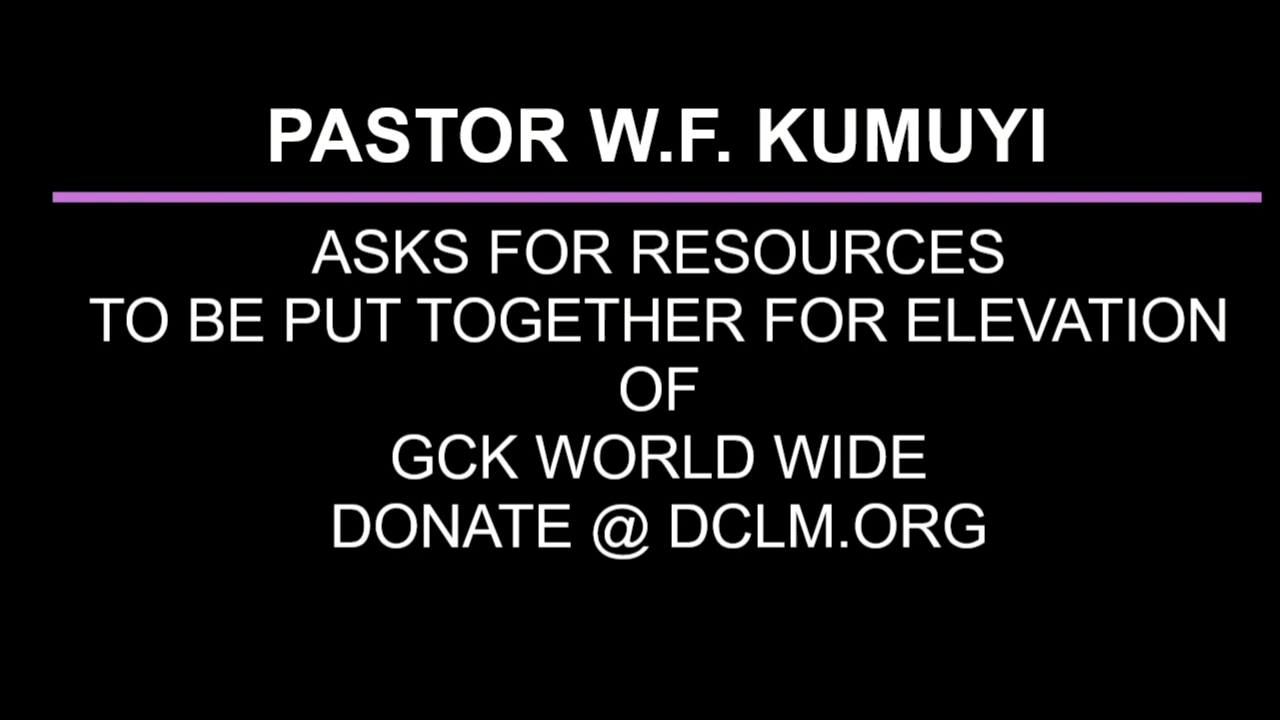 PASTOR W.F. KUMUYI
ASKS FOR RESOURCES
TO BE PUT TOGETHER FOR ELEVATION
OF
GCK WORLD WIDE
DONATE @ DCLM.ORG